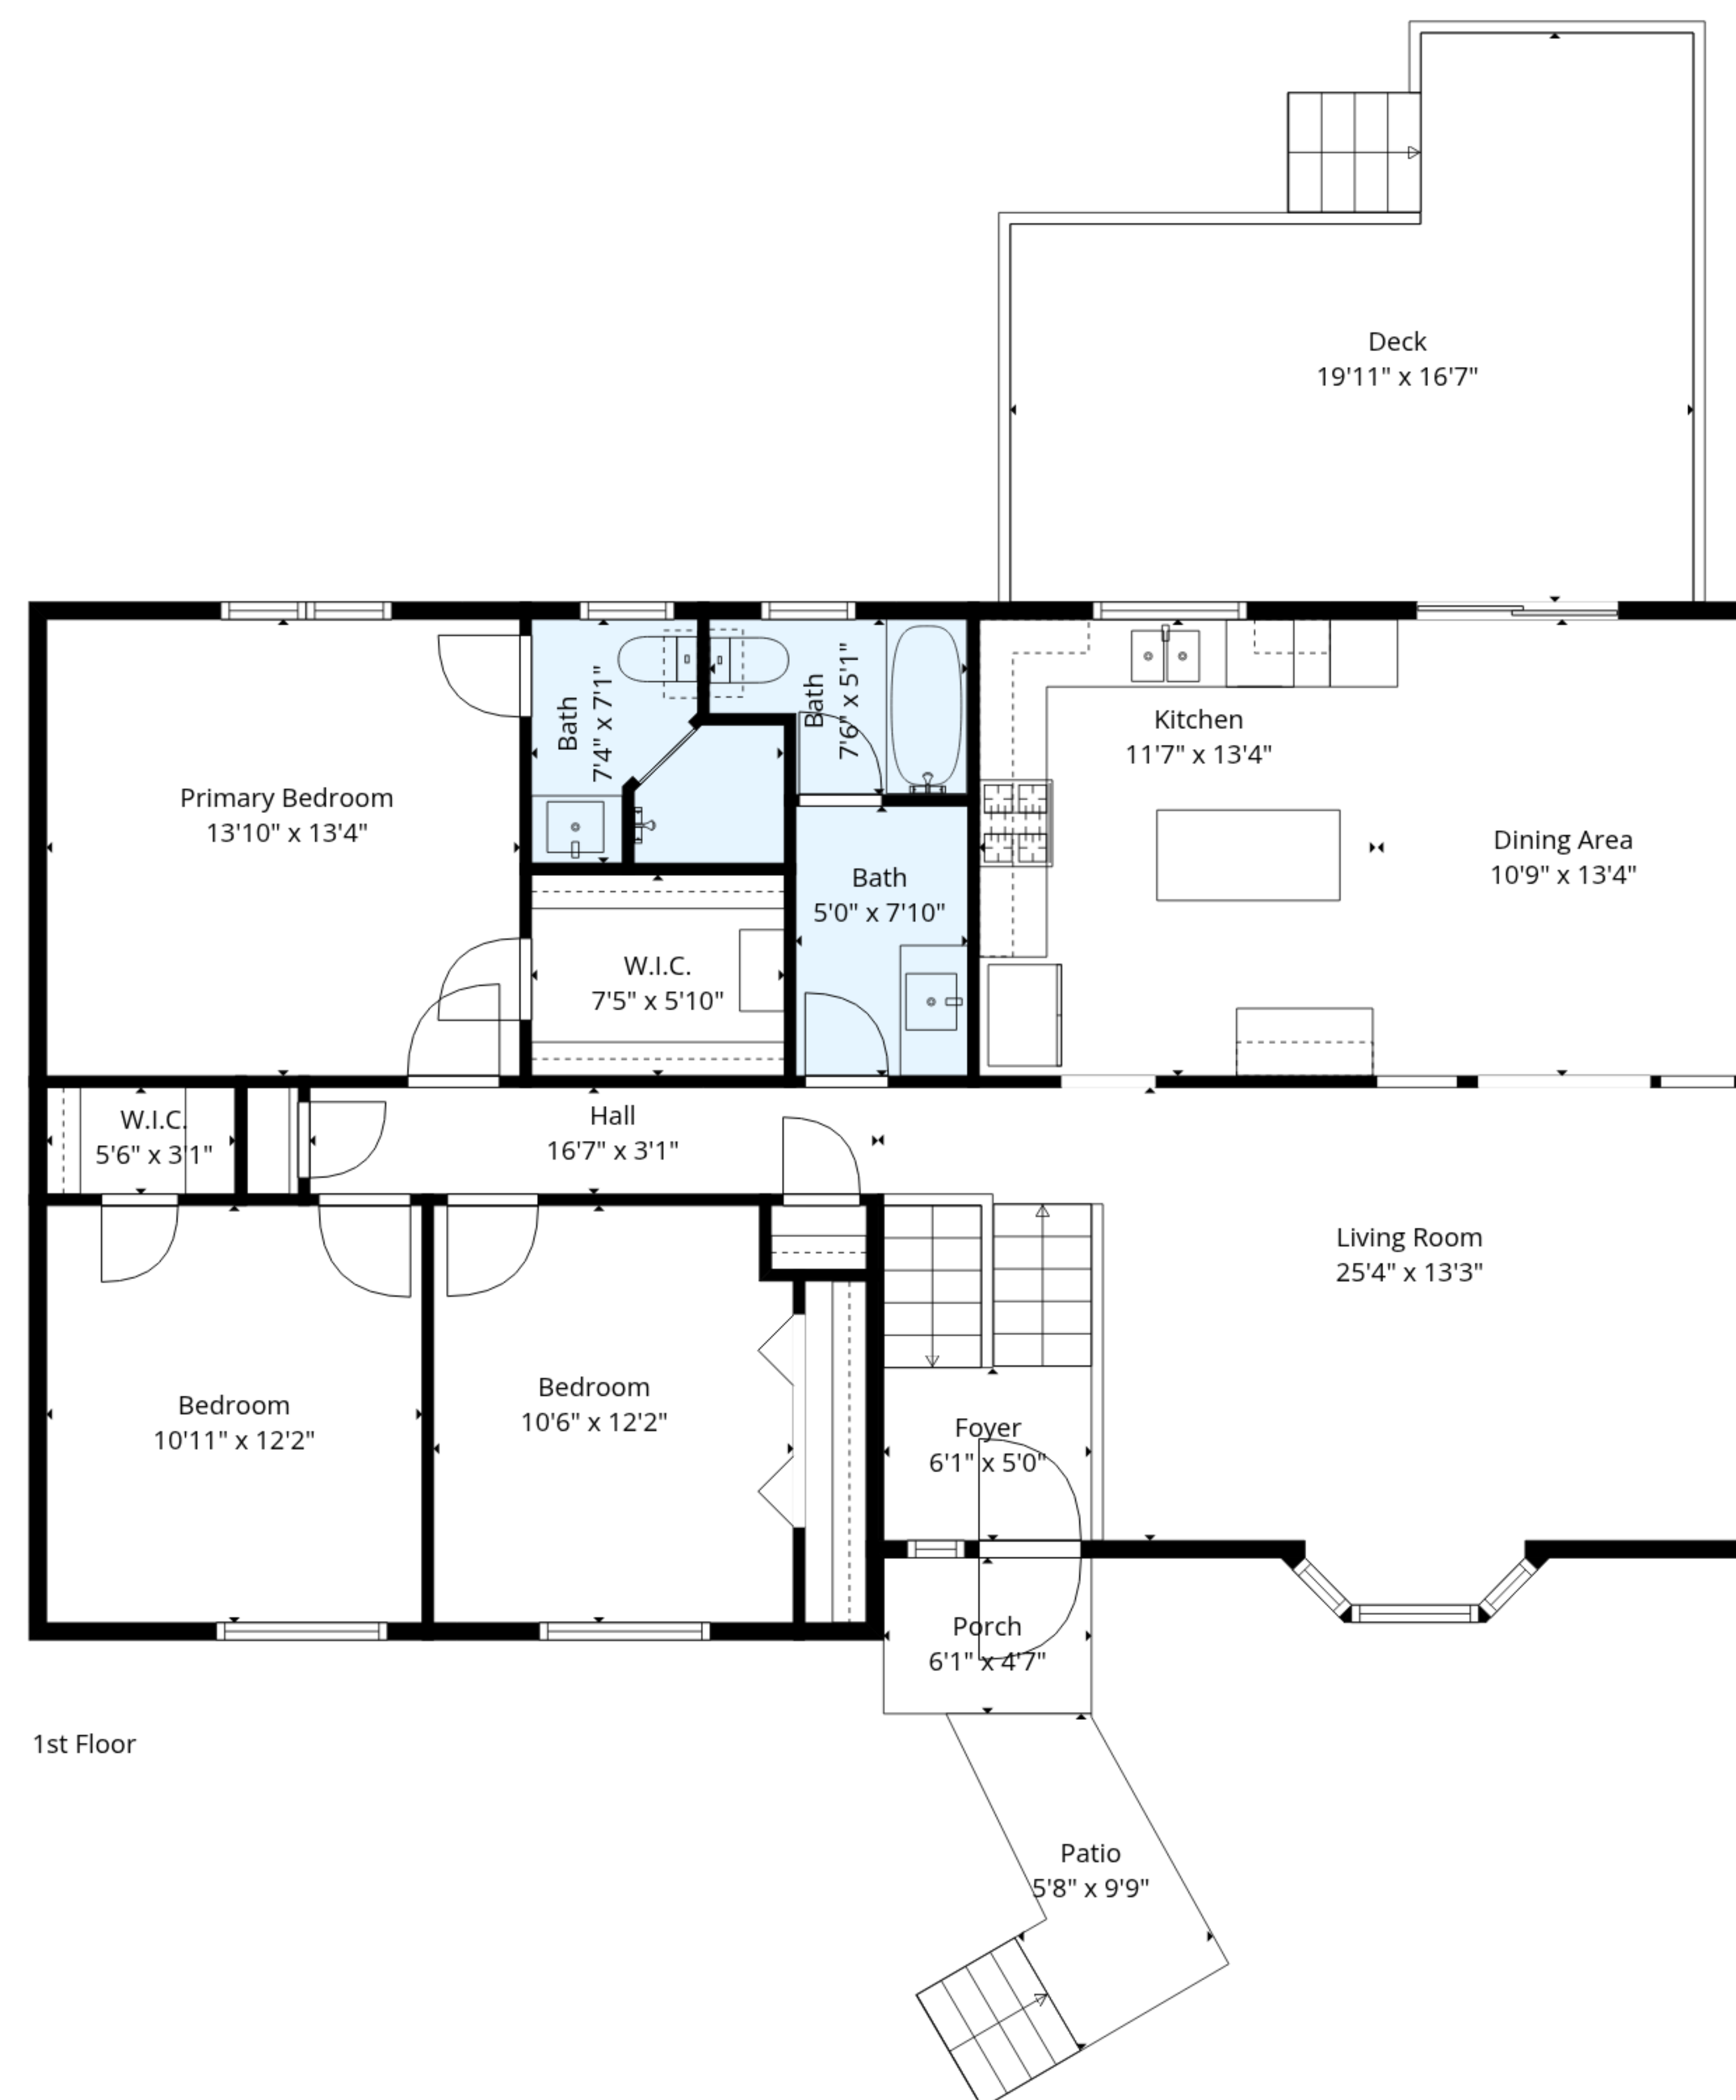 Deck
19'11" x 16'7"
Bath
7'4" x 7'1"
Bath
7'6" x 5'1"
Kitchen
11'7" x 13'4"
Primary Bedroom
13'10" x 13'4"
Dining Area
10'9" x 13'4"
Bath
5'0" x 7'10"
W.I.C.
7'5" x 5'10"
W.I.C.
5'6" x 3'1"
Hall
16'7" x 3'1"
Living Room
25'4" x 13'3"
Bedroom
10'11" x 12'2"
Bedroom
10'6" x 12'2"
Foyer
6'1" x 5'0"
Porch
6'1" x 4'7"
1st Floor
Patio
5'8" x 9'9"